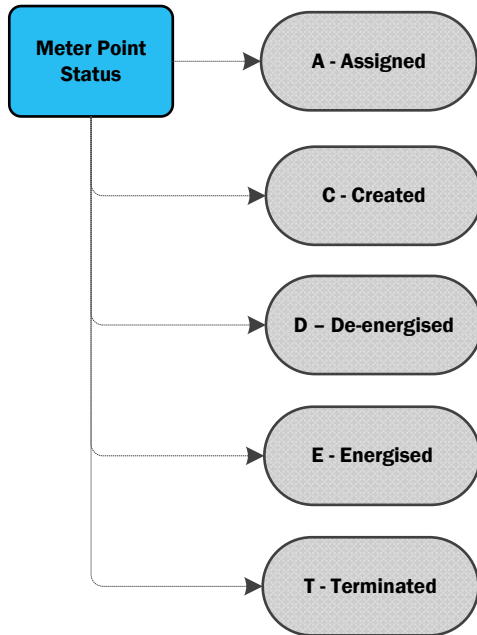 Meter Point
Status
A - Assigned
C - Created
D – De-energised
E - Energised
T - Terminated